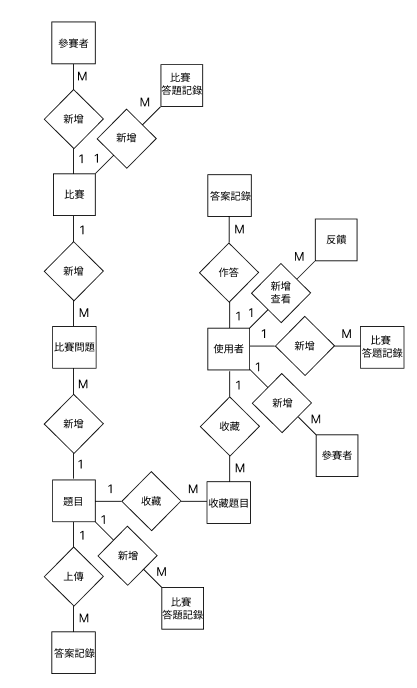 參賽者
M
比賽
答題記錄
M
新增
新增
1
1
比賽
1
答案記錄
新增
M
反饋
M
作答
新增
查看
M
1
1
比賽問題
使用者
1
新增
M
比賽
答題記錄
M
1
1
新增
新增
收藏
M
1
M
參賽者
題目
1
收藏
M
收藏題目
1
1
新增
上傳
M
比賽
答題記錄
M
答案記錄